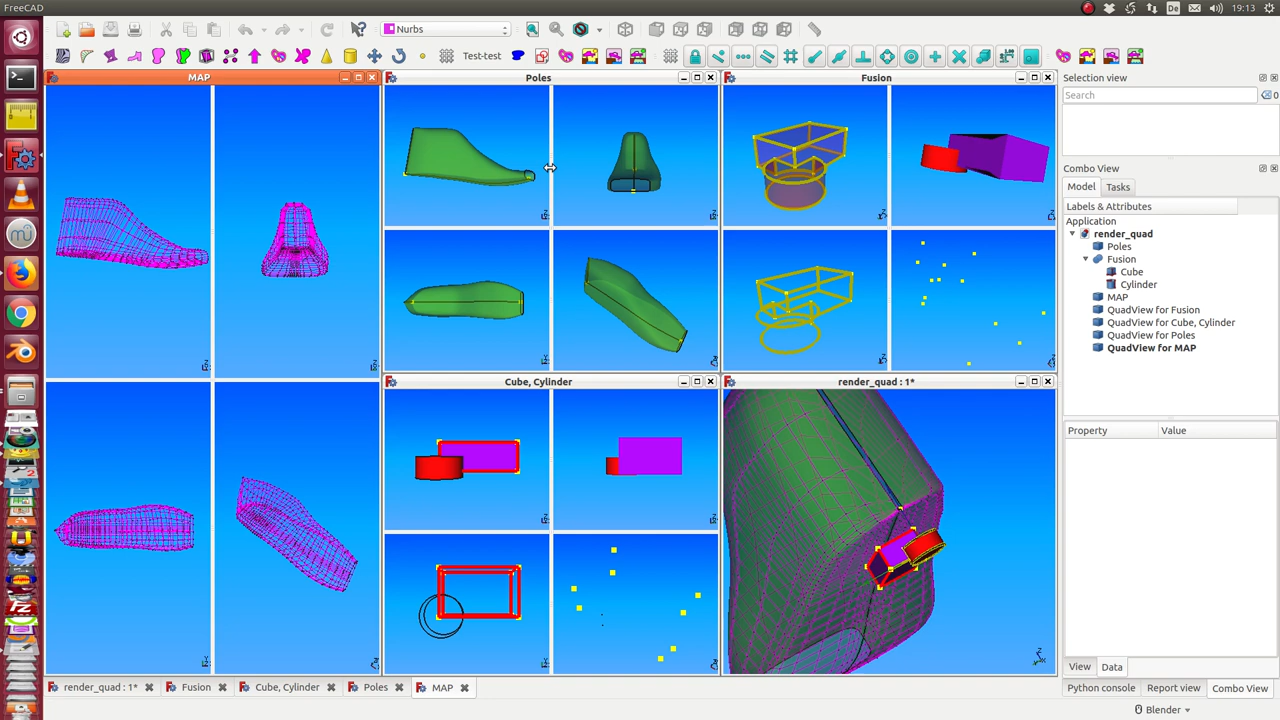 FreeCAD
De
19:13
Nurbs
Test-test
MAP
Poles
Fusion
Selection view
Search
0
Combo View
Model
Tasks
Labels & Attributes
Application
render_quad
Poles
Fusion
Cube
Cylinder
MAP
QuadView for Fusion
QuadView for Cube, Cylinder
QuadView for Poles
QuadView for MAP
Cube, Cylinder
render_quad : 1*
Property
Value
View
Data
render_quad : 1*
Fusion
Cube, Cylinder
Poles
MAP
Python console
Report view
Combo View
Blender